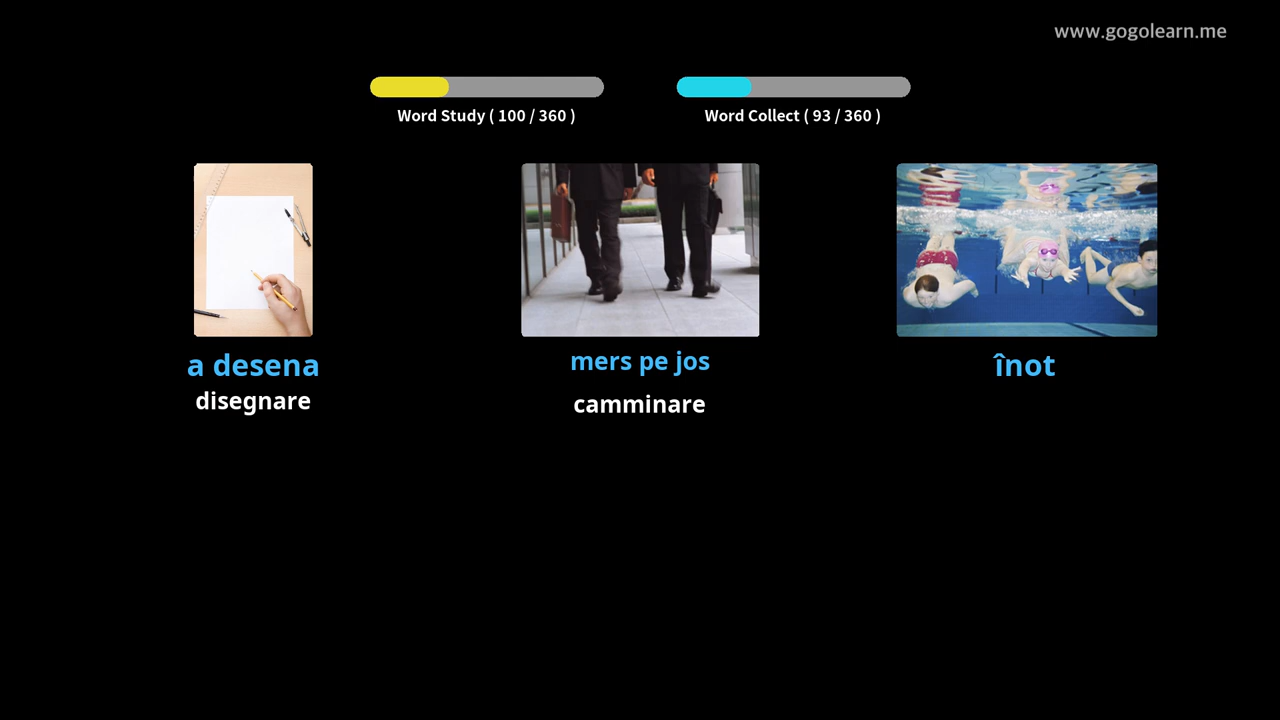 www.gogolearn.me
Word Study ( 100 / 360 )
Word Collect ( 93 / 360 )
a desena
disegnare
mers pe jos
camminare
înot